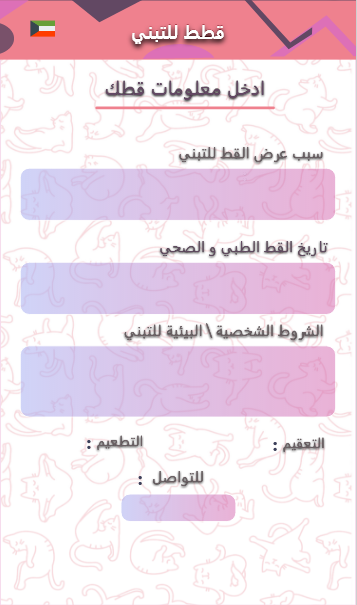 قطط للتبني
ادخل معلومات قطك
سبب عرض القط للتبني
تاريخ القط الطبي و الصحي
الشروط الشخصية \ البيئية للتبني
التعقيم : التطعيم :
للتواصل :